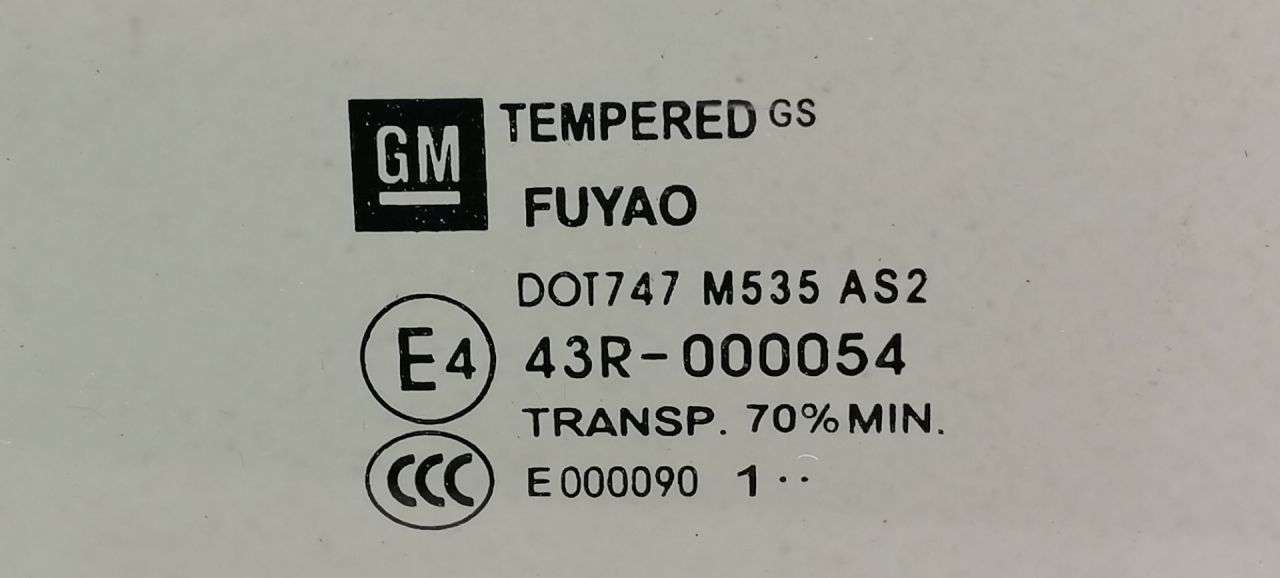 GM TEMPERED GS
FUYAO
DOT747 M535 AS2
E4 43R-000054
TRANSP. 70% MIN.
CCC E000090 1··